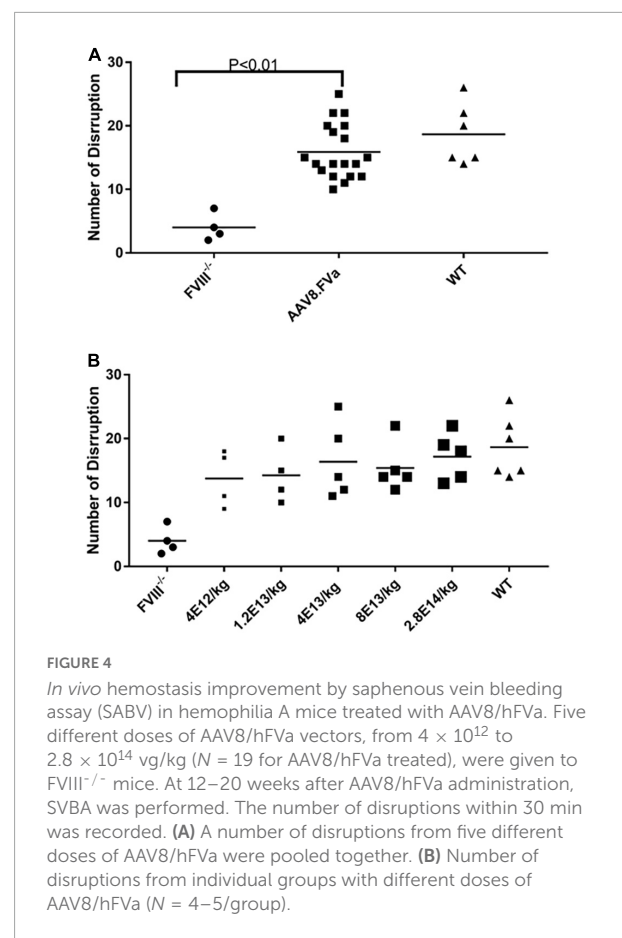 A
30
P<0.01
20
10
0
Number of Disrruption
FVIII-/-
AAV8.FVa
WT
B
30
20
10
0
Number of Disrruption
FVIII-/-
4E12/kg
1.2E13/kg
4E13/kg
8E13/kg
2.8E14/kg
WT
FIGURE 4
In vivo hemostasis improvement by saphenous vein bleeding
assay (SABV) in hemophilia A mice treated with AAV8/hFVa. Five
different doses of AAV8/hFVa vectors, from 4 × 10¹² to
2.8 × 10¹⁴ vg/kg (N = 19 for AAV8/hFVa treated), were given to
FVIII⁻/⁻ mice. At 12–20 weeks after AAV8/hFVa administration,
SVBA was performed. The number of disruptions within 30 min
was recorded. (A) A number of disruptions from five different
doses of AAV8/hFVa were pooled together. (B) Number of
disruptions from individual groups with different doses of
AAV8/hFVa (N = 4–5/group).